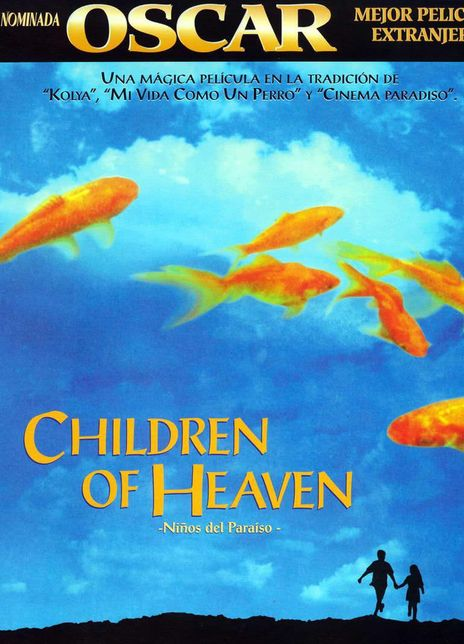 NOMINADA OSCAR MEJOR PELIC
EXTRANJER
UNA MÁGICA PELÍCULA EN LA TRADICIÓN DE
"KOLYA", "MI VIDA COMO UN PERRO" Y "CINEMA PARADISO".
CHILDREN
OF HEAVEN
-Niños del Paraíso -